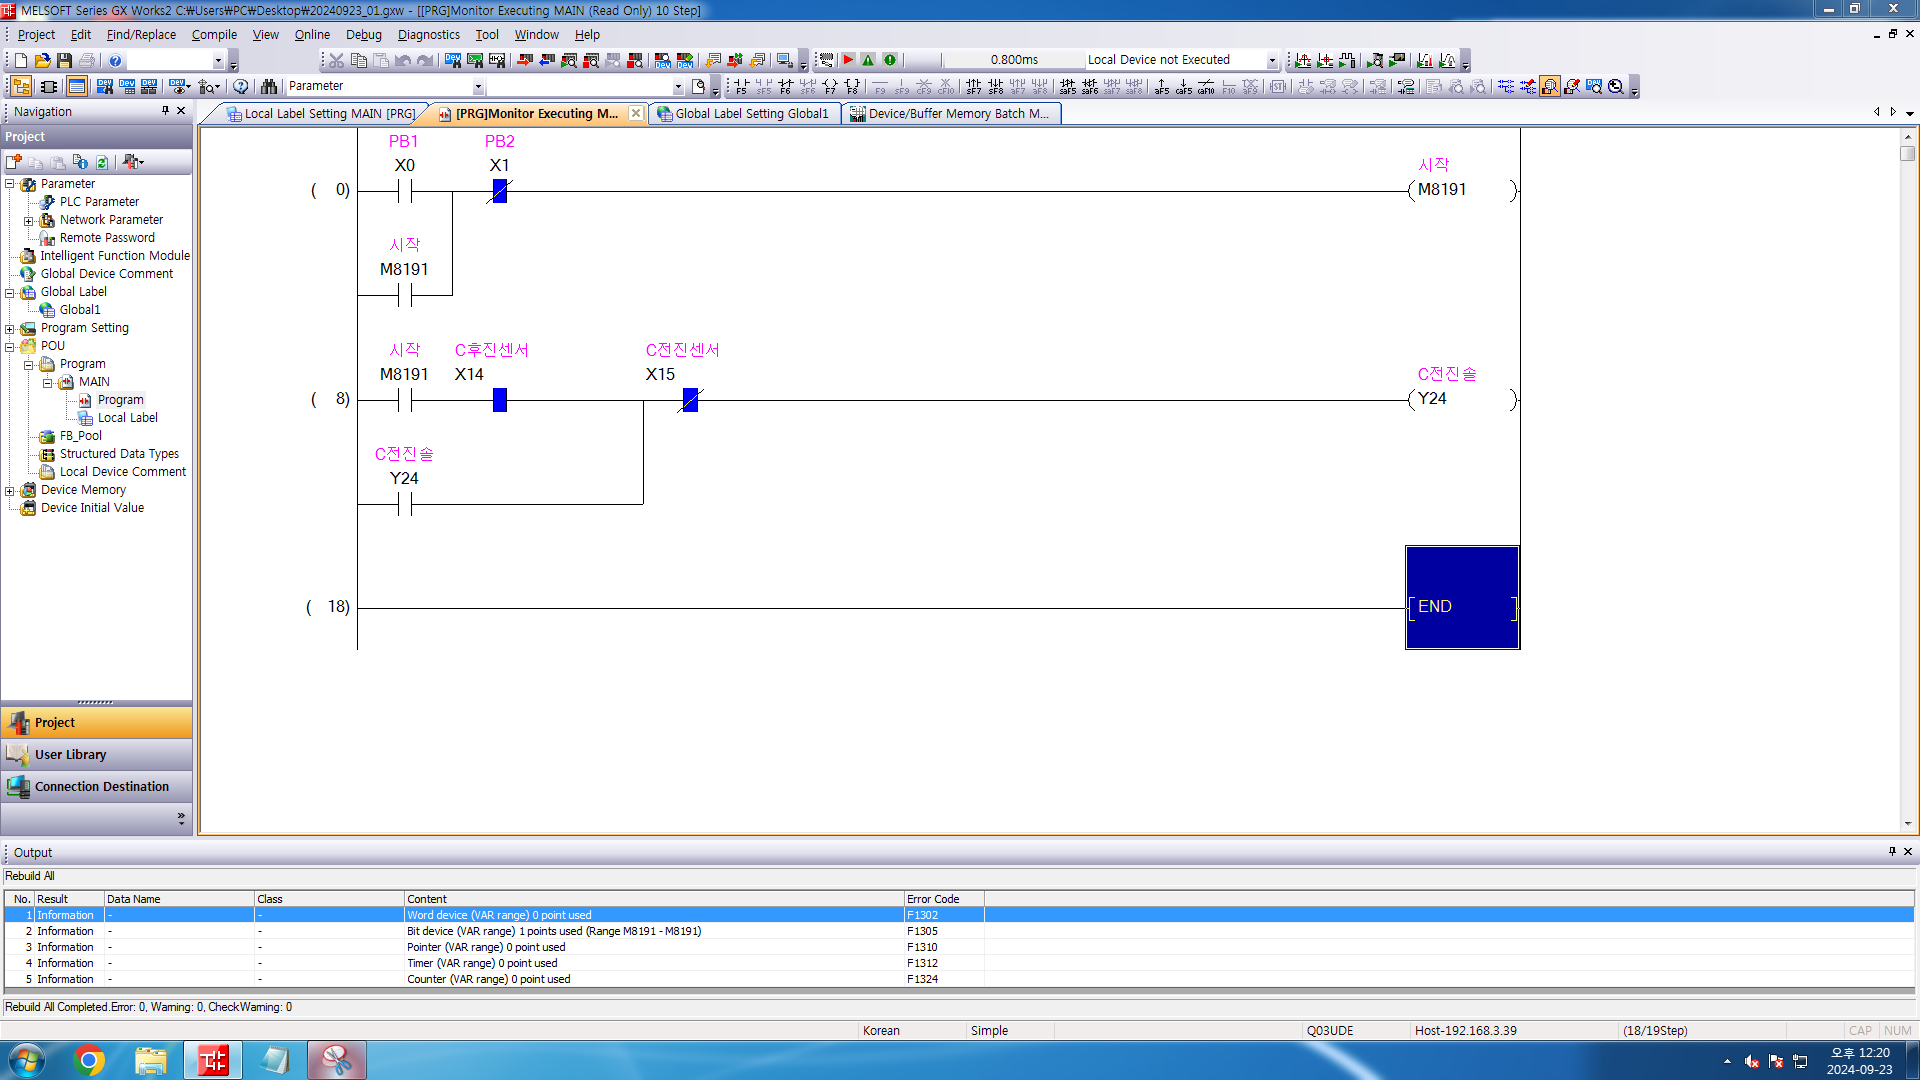 MELSOFT Series GX Works2 C:₩Users₩PC₩Desktop₩20240923_01.gxw - [[PRG]Monitor Executing MAIN (Read Only) 10 Step]
Project Edit Find/Replace Compile View Online Debug Diagnostics Tool Window Help
0.800ms Local Device not Executed
Parameter
Navigation
Local Label Setting MAIN [PRG] [PRG]Monitor Executing M... Global Label Setting Global1 Device/Buffer Memory Batch M...
Project
Parameter
PLC Parameter
Network Parameter
Remote Password
Intelligent Function Module
Global Device Comment
Global Label
Global1
Program Setting
POU
Program
MAIN
Program
Local Label
FB_Pool
Structured Data Types
Local Device Comment
Device Memory
Device Initial Value
Project
User Library
Connection Destination
PB1 PB2
X0 X1 시작
( 0) M8191
시작
M8191
시작 C후진센서 C전진센서
M8191 X14 X15 C전진솔
( 8) Y24
C전진솔
Y24
( 18) END
Output
Rebuild All
No. Result Data Name Class Content Error Code
1 Information - - Word device (VAR range) 0 point used F1302
2 Information - - Bit device (VAR range) 1 points used (Range M8191 - M8191) F1305
3 Information - - Pointer (VAR range) 0 point used F1310
4 Information - - Timer (VAR range) 0 point used F1312
5 Information - - Counter (VAR range) 0 point used F1324
Rebuild All Completed.Error: 0, Warning: 0, CheckWarning: 0
Korean Simple Q03UDE Host-192.168.3.39 (18/19Step) CAP NUM
오후 12:20
2024-09-23